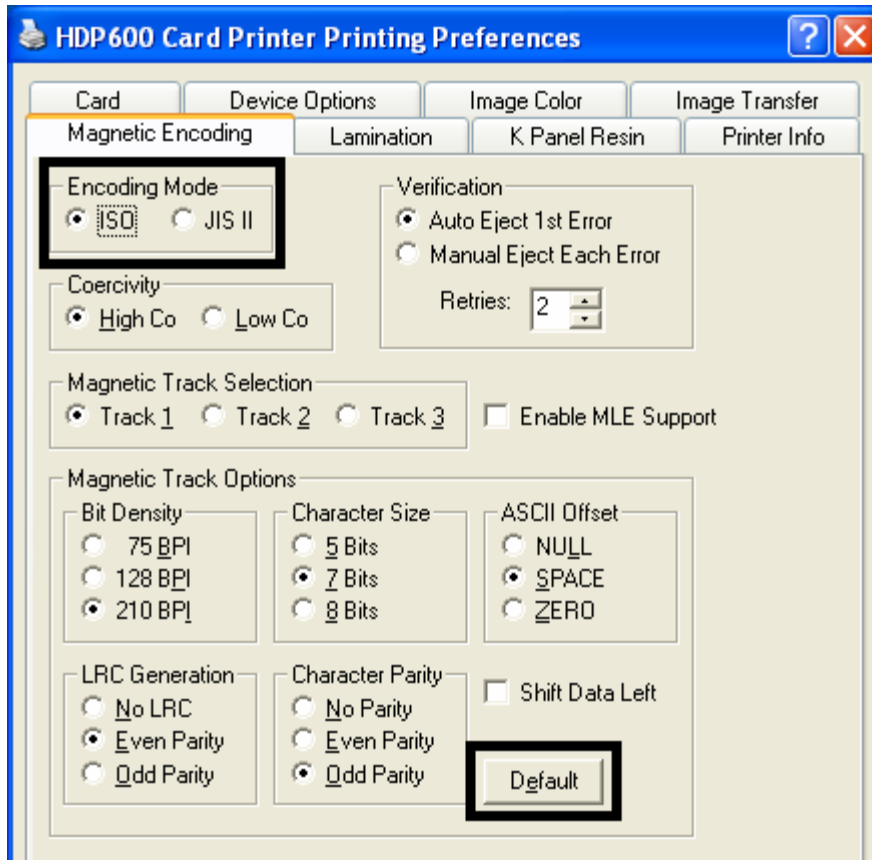 HDP600 Card Printer Printing Preferences
Card Device Options Image Color Image Transfer
Magnetic Encoding Lamination K Panel Resin Printer Info
Encoding Mode
ISO JIS II
Verification
Auto Eject 1st Error
Manual Eject Each Error
Retries: 2
Coercivity
High Co Low Co
Magnetic Track Selection
Track 1 Track 2 Track 3
Enable MLE Support
Magnetic Track Options
Bit Density
75 BPI
128 BPI
210 BPI
Character Size
5 Bits
7 Bits
8 Bits
ASCII Offset
NULL
SPACE
ZERO
LRC Generation
No LRC
Even Parity
Odd Parity
Character Parity
No Parity
Even Parity
Odd Parity
Shift Data Left
Default